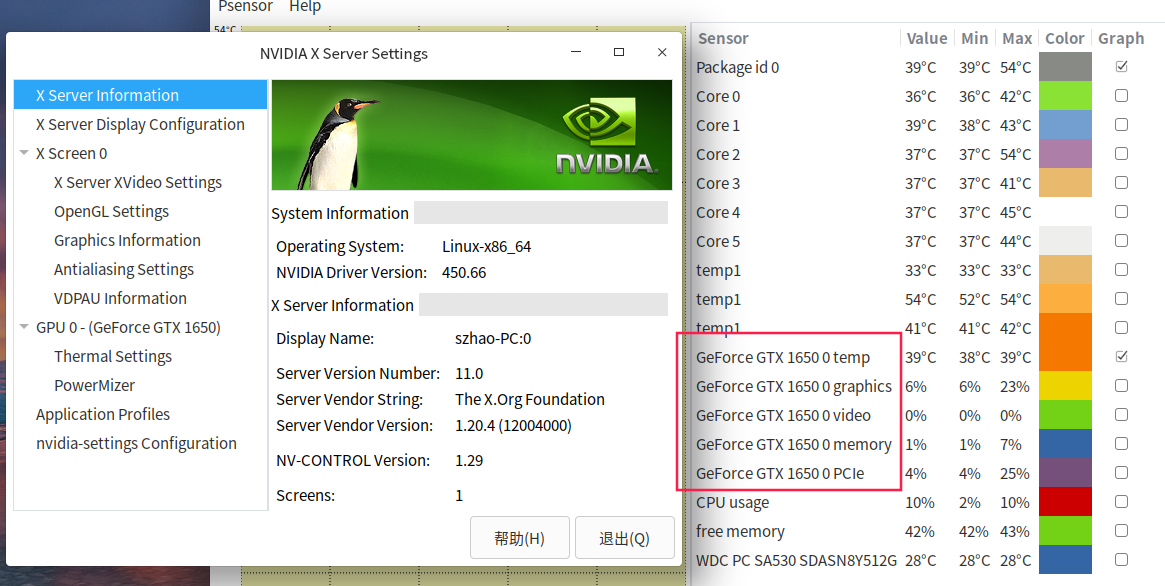 Psensor Help
54°C
NVIDIA X Server Settings
X Server Information
X Server Display Configuration
X Screen 0
X Server XVideo Settings
OpenGL Settings
Graphics Information
Antialiasing Settings
VDPAU Information
GPU 0 - (GeForce GTX 1650)
Thermal Settings
PowerMizer
Application Profiles
nvidia-settings Configuration
NVIDIA.
System Information
Operating System: Linux-x86_64
NVIDIA Driver Version: 450.66
X Server Information
Display Name: szhao-PC:0
Server Version Number: 11.0
Server Vendor String: The X.Org Foundation
Server Vendor Version: 1.20.4 (12004000)
NV-CONTROL Version: 1.29
Screens: 1
帮助(H) 退出(Q)
Sensor Value Min Max Color Graph
Package id 0 39°C 39°C 54°C
Core 0 36°C 36°C 42°C
Core 1 39°C 38°C 43°C
Core 2 37°C 37°C 54°C
Core 3 37°C 37°C 41°C
Core 4 37°C 37°C 45°C
Core 5 37°C 37°C 44°C
temp1 33°C 33°C 33°C
temp1 54°C 52°C 54°C
temp1 41°C 41°C 42°C
GeForce GTX 1650 0 temp 39°C 38°C 39°C
GeForce GTX 1650 0 graphics 6% 6% 23%
GeForce GTX 1650 0 video 0% 0% 0%
GeForce GTX 1650 0 memory 1% 1% 7%
GeForce GTX 1650 0 PCIe 4% 4% 25%
CPU usage 10% 2% 10%
free memory 42% 42% 43%
WDC PC SA530 SDASN8Y512G 28°C 28°C 28°C